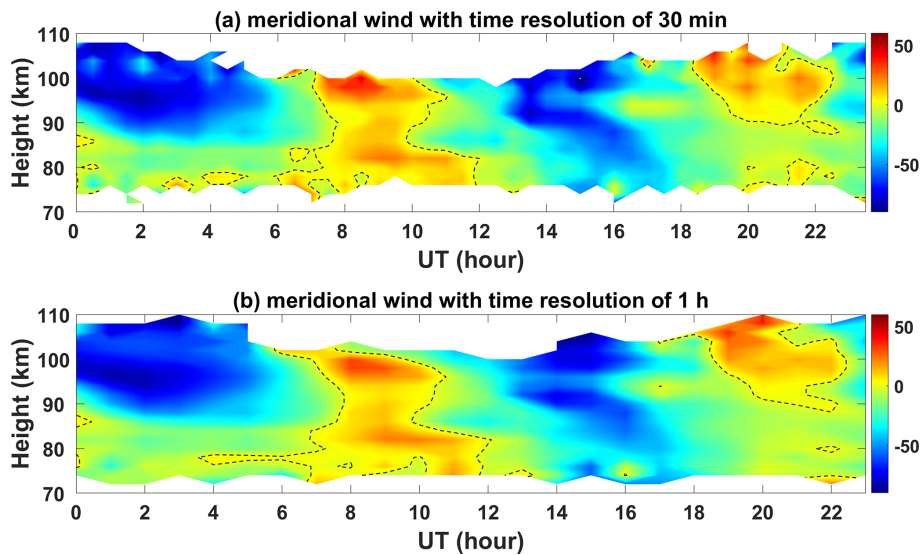 (a) meridional wind with time resolution of 30 min
110
100
90
80
70
Height (km)
0 2 4 6 8 10 12 14 16 18 20 22
UT (hour)
50
0
-50
(b) meridional wind with time resolution of 1 h
110
100
90
80
70
Height (km)
0 2 4 6 8 10 12 14 16 18 20 22
UT (hour)
50
0
-50